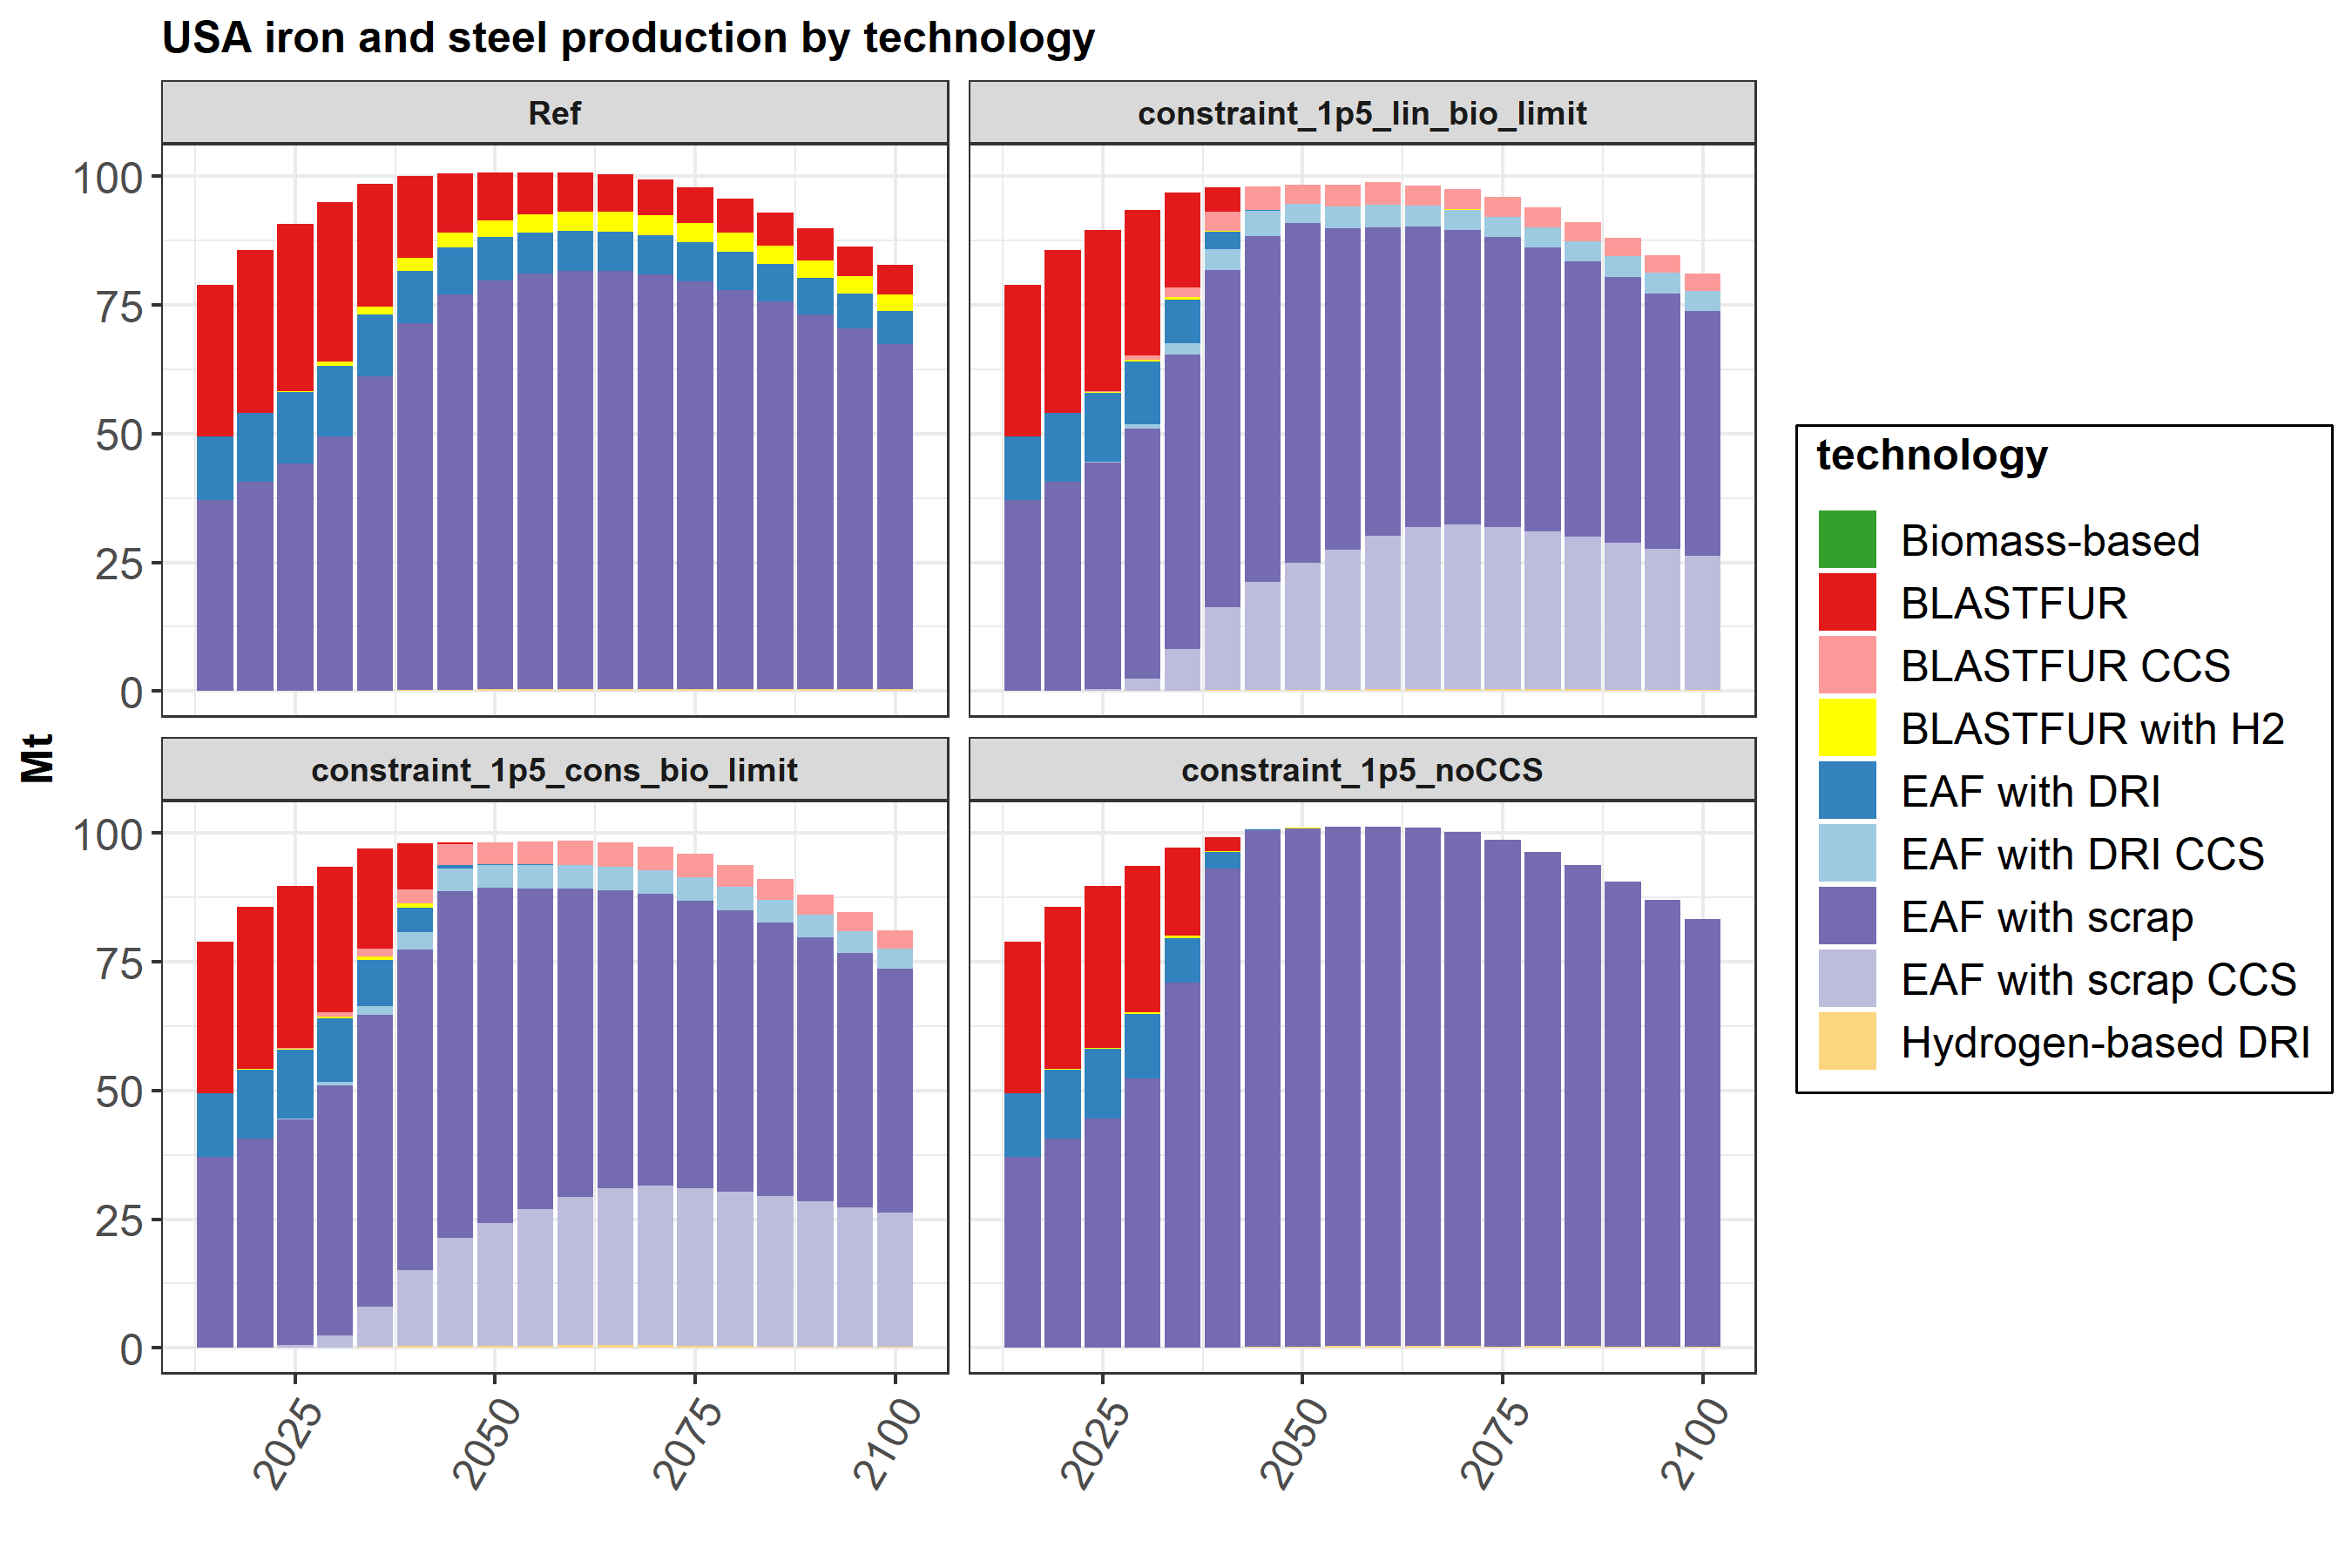 USA iron and steel production by technology
Ref
constraint_1p5_lin_bio_limit
100
75
50
25
0
constraint_1p5_cons_bio_limit
constraint_1p5_noCCS
100
75
50
25
0
Mt
2025
2050
2075
2100
2025
2050
2075
2100
technology
Biomass-based
BLASTFUR
BLASTFUR CCS
BLASTFUR with H2
EAF with DRI
EAF with DRI CCS
EAF with scrap
EAF with scrap CCS
Hydrogen-based DRI